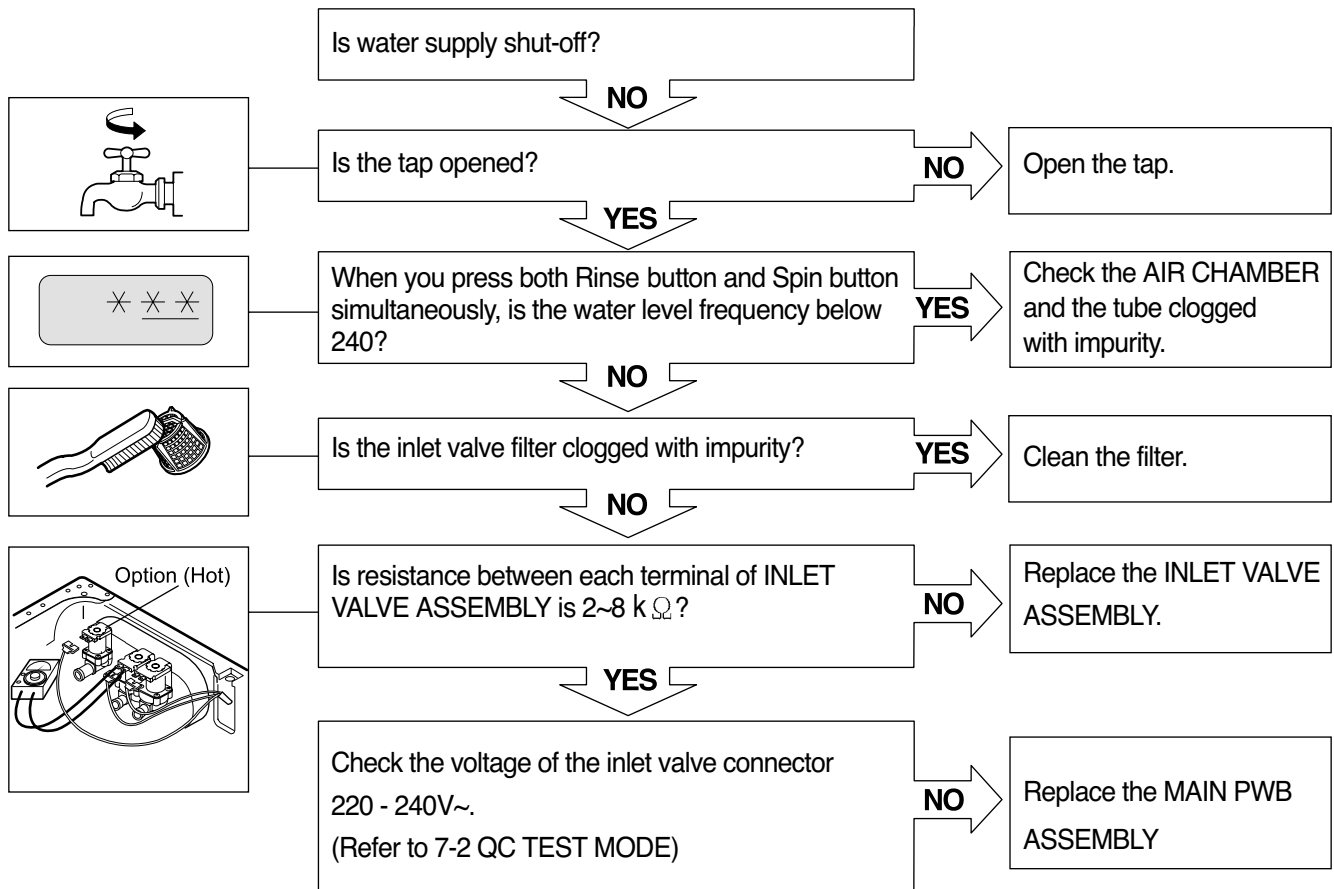 Is water supply shut-off?
NO
Is the tap opened?
NO
Open the tap.
YES
When you press both Rinse button and Spin button
simultaneously, is the water level frequency below
240?
YES
Check the AIR CHAMBER
and the tube clogged
with impurity.
NO
Is the inlet valve filter clogged with impurity?
YES
Clean the filter.
NO
Option (Hot)
Is resistance between each terminal of INLET
VALVE ASSEMBLY is 2~8 k Ω ?
NO
Replace the INLET VALVE
ASSEMBLY.
YES
Check the voltage of the inlet valve connector
220 - 240V~.
(Refer to 7-2 QC TEST MODE)
NO
Replace the MAIN PWB
ASSEMBLY